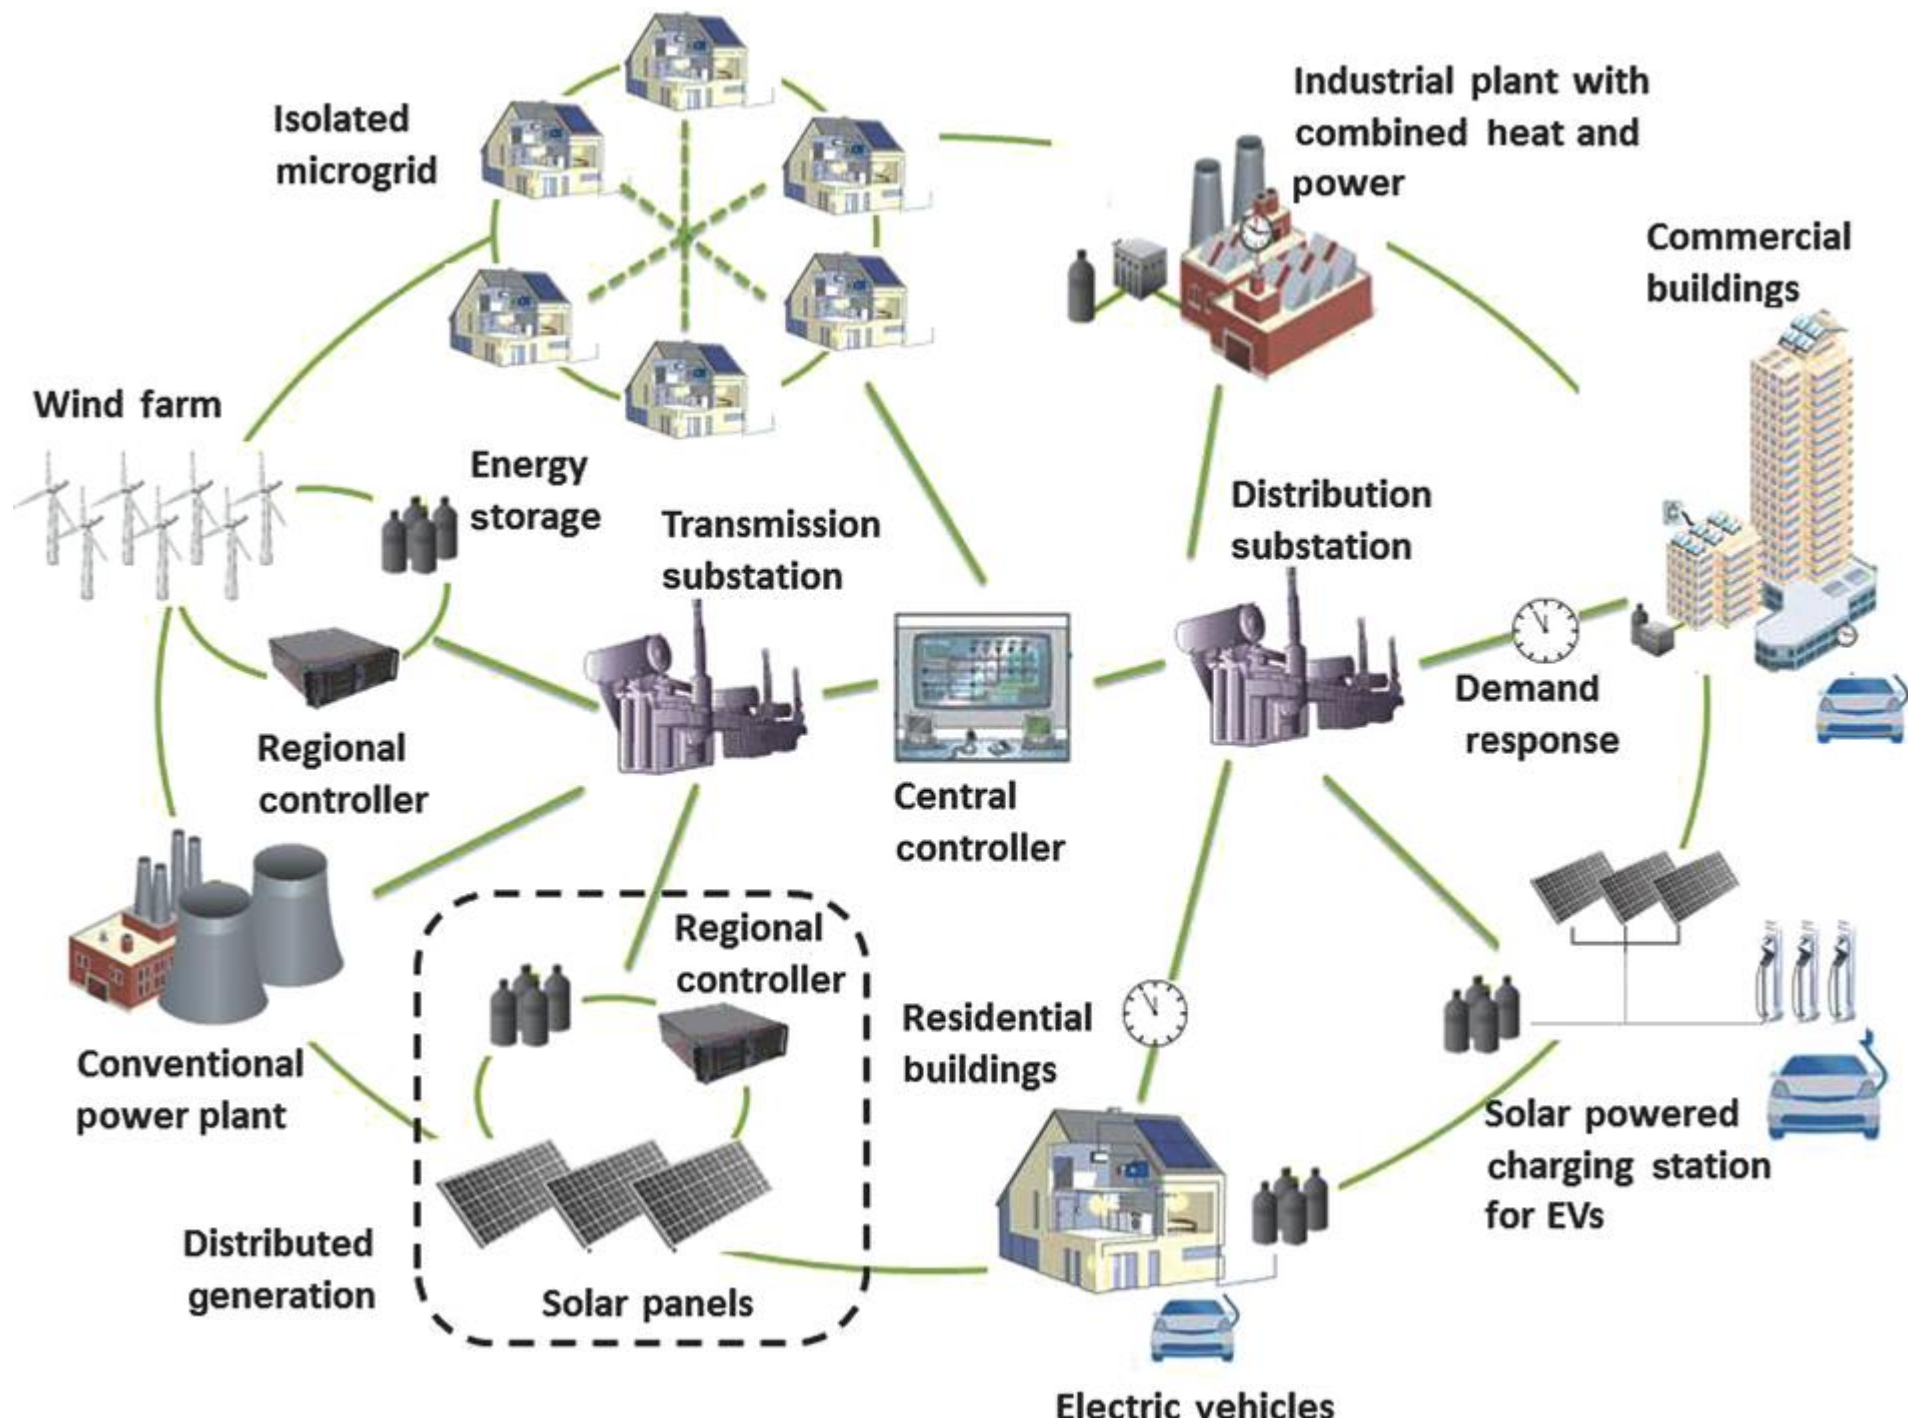 Isolated
microgrid
Industrial plant with
combined heat and
power
Commercial
buildings
Wind farm
Energy
storage
Transmission
substation
Distribution
substation
Regional
controller
Central
controller
Demand
response
Conventional
power plant
Regional
controller
Residential
buildings
Solar powered
charging station
for EVs
Distributed
generation
Solar panels
Electric vehicles